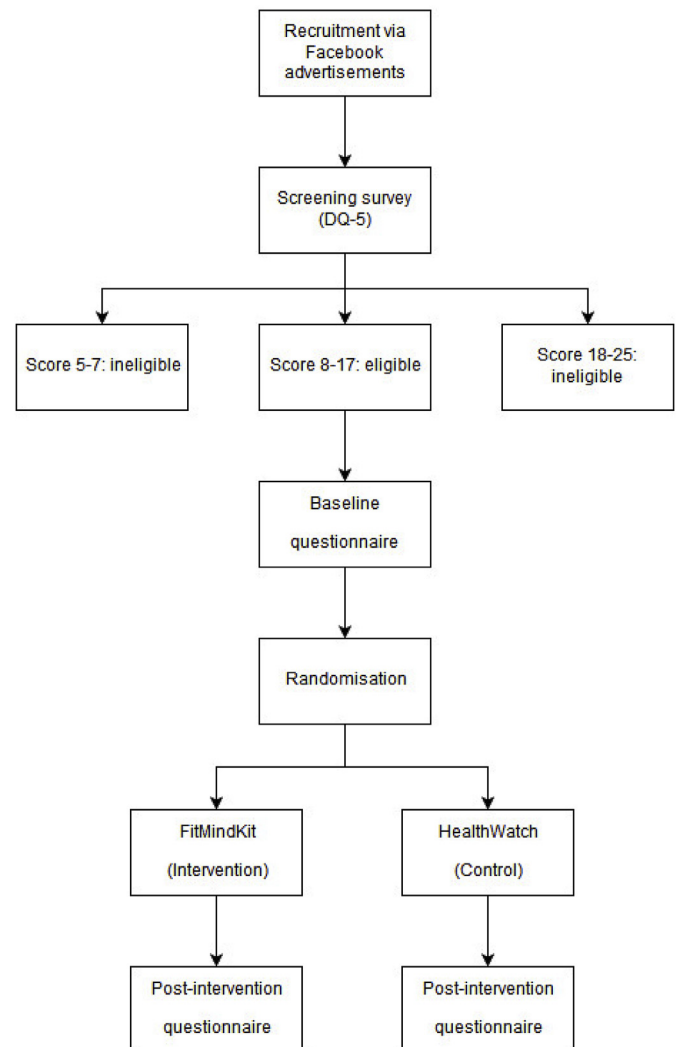 Recruitment via
Facebook
advertisements
Screening survey
(DQ-5)
Score 5-7: ineligible
Score 8-17: eligible
Score 18-25:
ineligible
Baseline
questionnaire
Randomisation
FitMindKit
(Intervention)
HealthWatch
(Control)
Post-intervention
questionnaire
Post-intervention
questionnaire